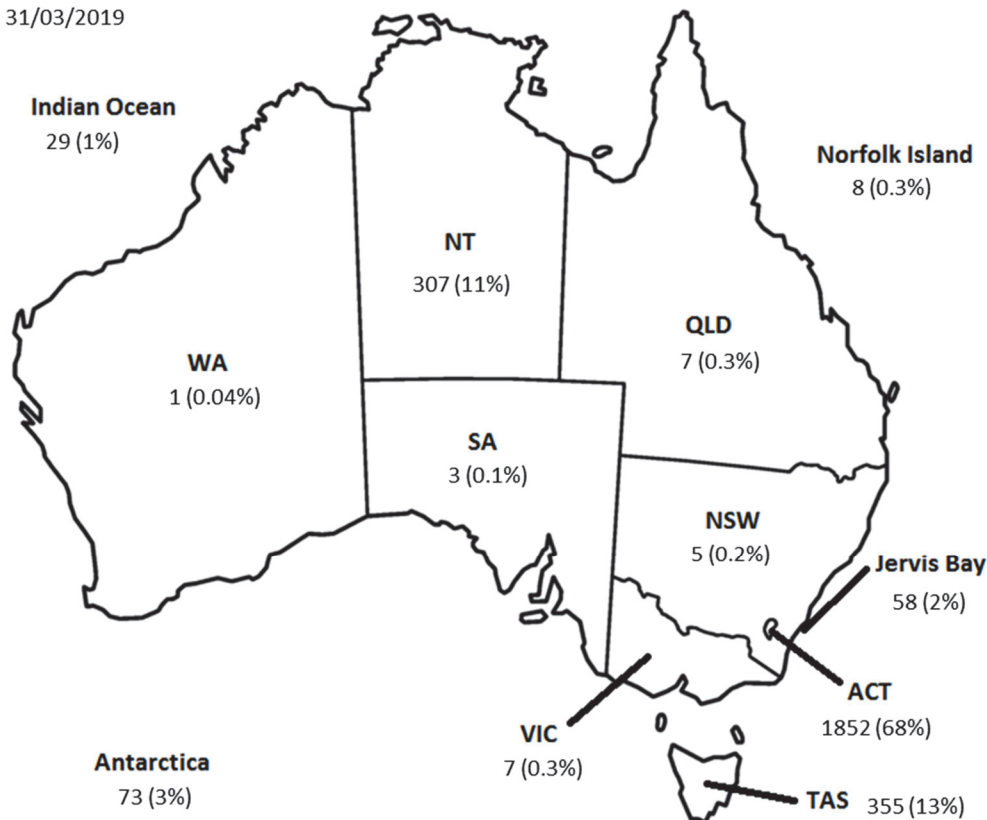 31/03/2019
Indian Ocean
29 (1%)
Norfolk Island
8 (0.3%)
NT
307 (11%)
QLD
7 (0.3%)
WA
1 (0.04%)
SA
3 (0.1%)
NSW
5 (0.2%)
Jervis Bay
58 (2%)
ACT
1852 (68%)
VIC
7 (0.3%)
Antarctica
73 (3%)
TAS 355 (13%)